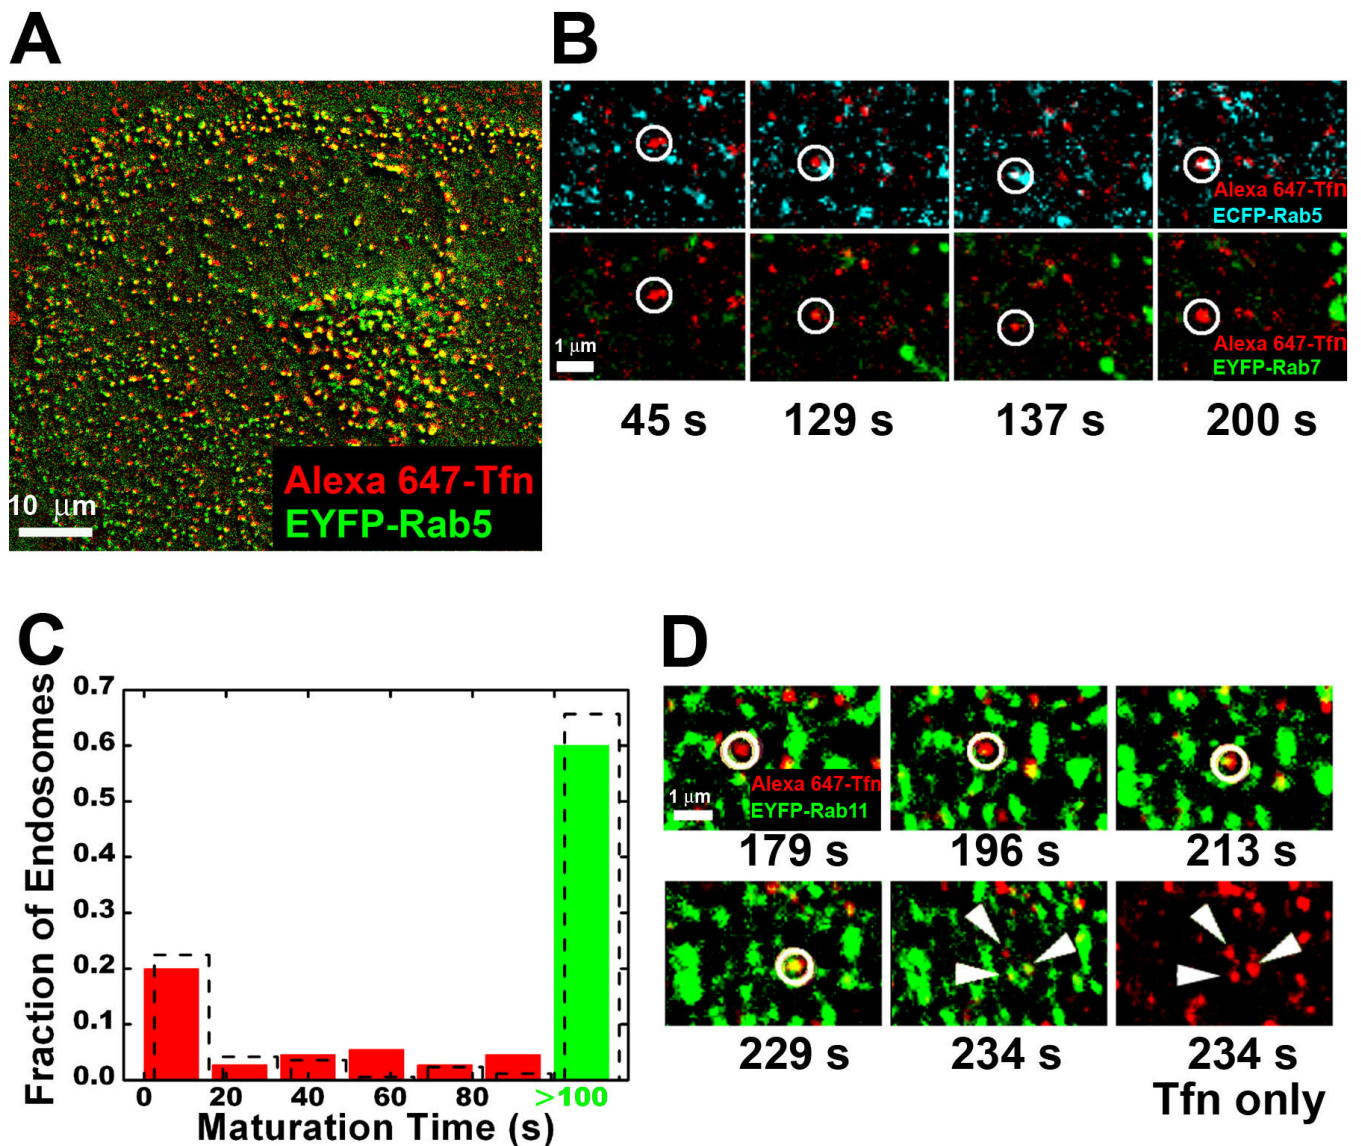 A
10 μm
Alexa 647-Tfn
EYFP-Rab5
B
Alexa 647-Tfn
ECFP-Rab5
1 μm
Alexa 647-Tfn
EYFP-Rab7
45 s
129 s
137 s
200 s
C
Fraction of Endosomes
0.7
0.6
0.5
0.4
0.3
0.2
0.1
0.0
0
20
40
60
80
>100
Maturation Time (s)
D
1 μm
Alexa 647-Tfn
EYFP-Rab11
179 s
196 s
213 s
229 s
234 s
234 s
Tfn only